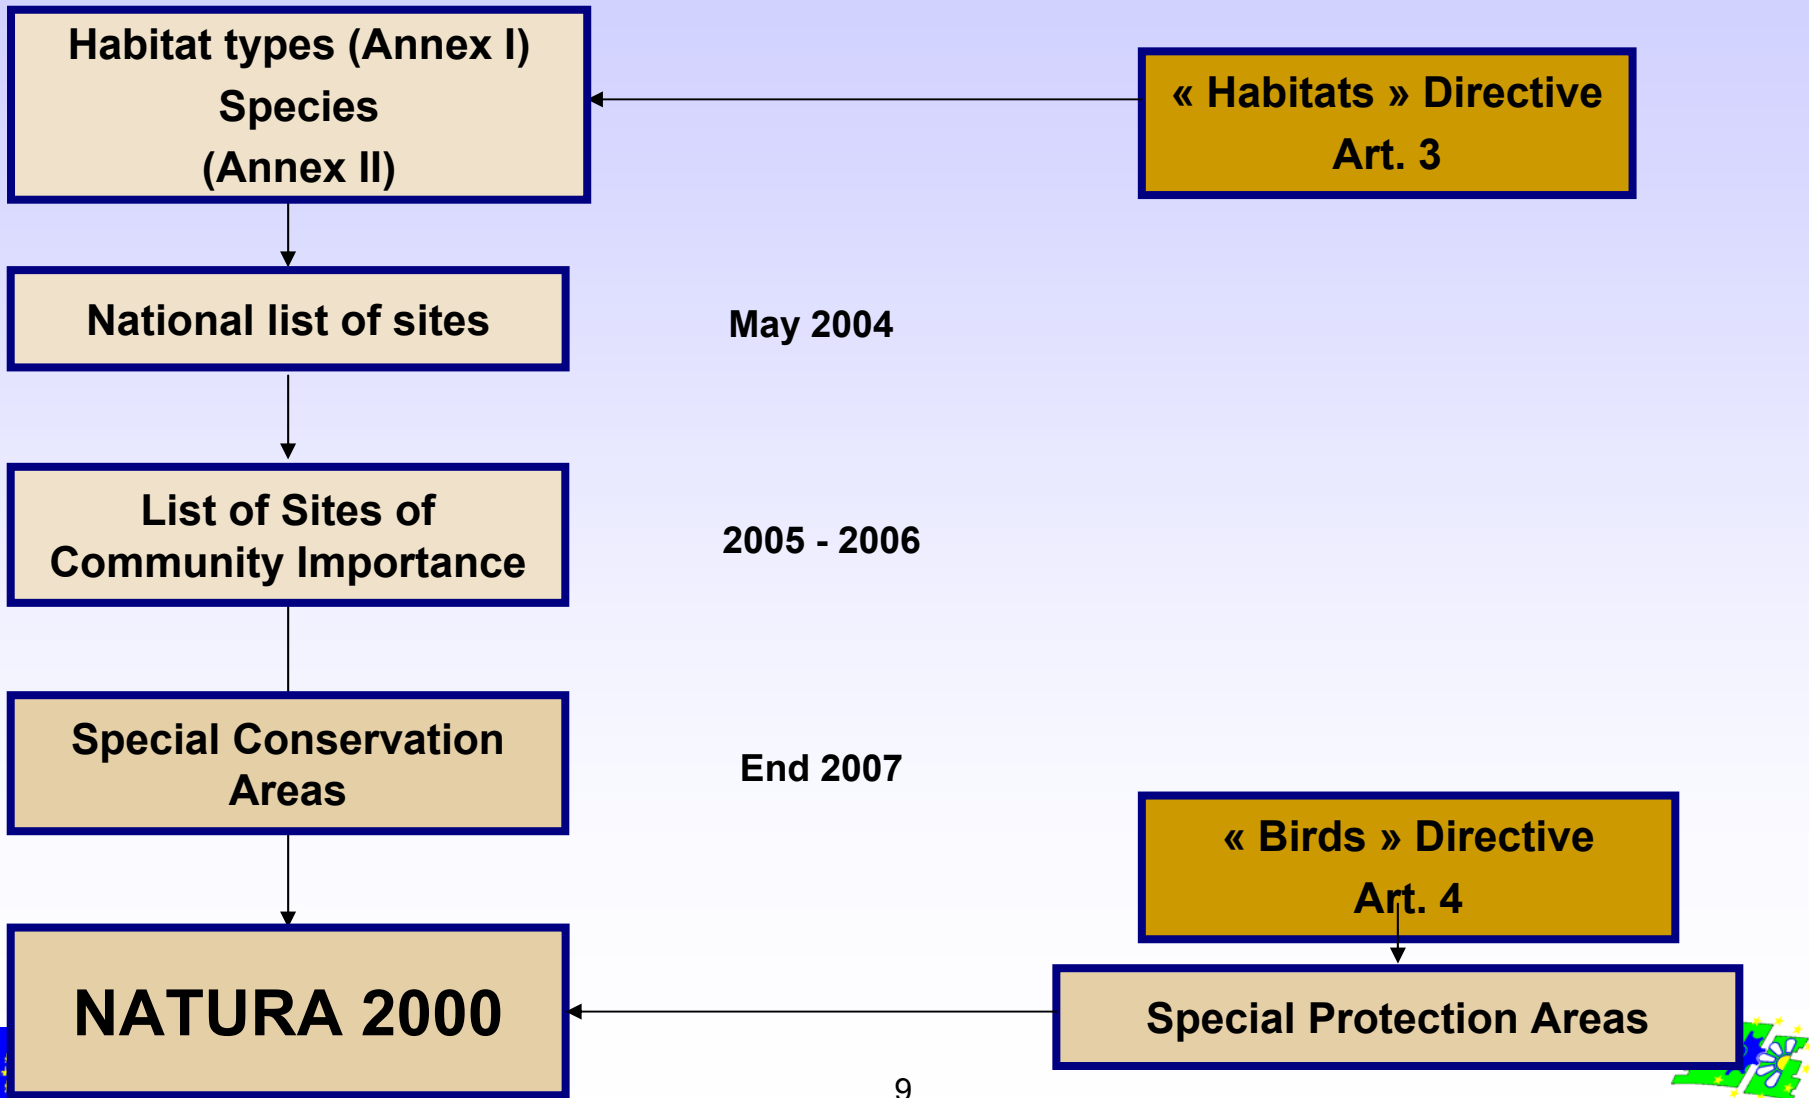 Habitat types (Annex I)
Species
(Annex II)
« Habitats » Directive
Art. 3
National list of sites
May 2004
List of Sites of
Community Importance
2005 - 2006
Special Conservation
Areas
End 2007
« Birds » Directive
Art. 4
NATURA 2000
Special Protection Areas
9